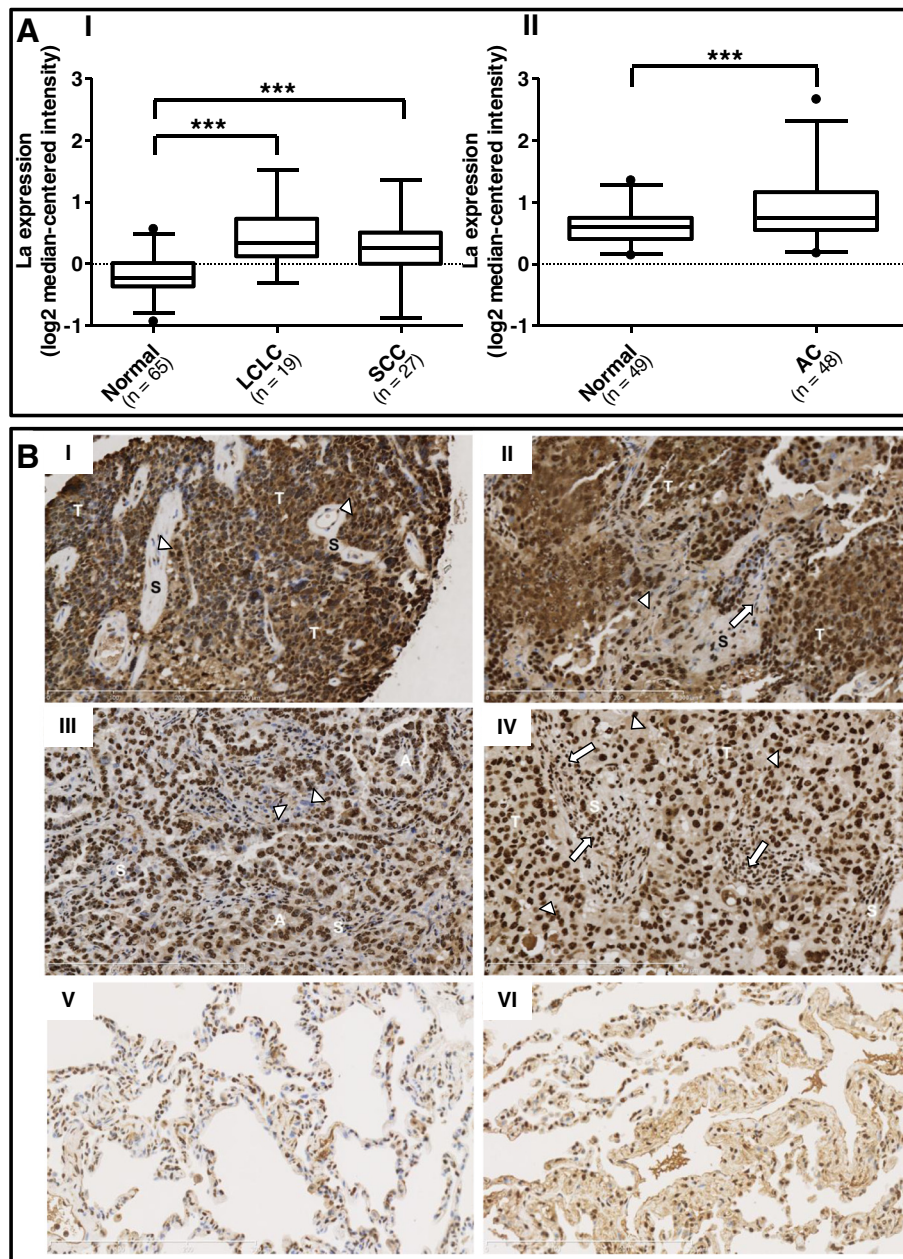 A
I
II
La expression
(log2 median-centered intensity)
3
2
1
0
-1
***
***
Normal
(n = 65)
LCLC
(n = 19)
SCC
(n = 27)
La expression
(log2 median-centered intensity)
3
2
1
0
-1
***
Normal
(n = 49)
AC
(n = 48)
B
I
T
T
S
S
T
II
T
S
T
III
A
S
A
S
IV
T
S
T
S
V
VI